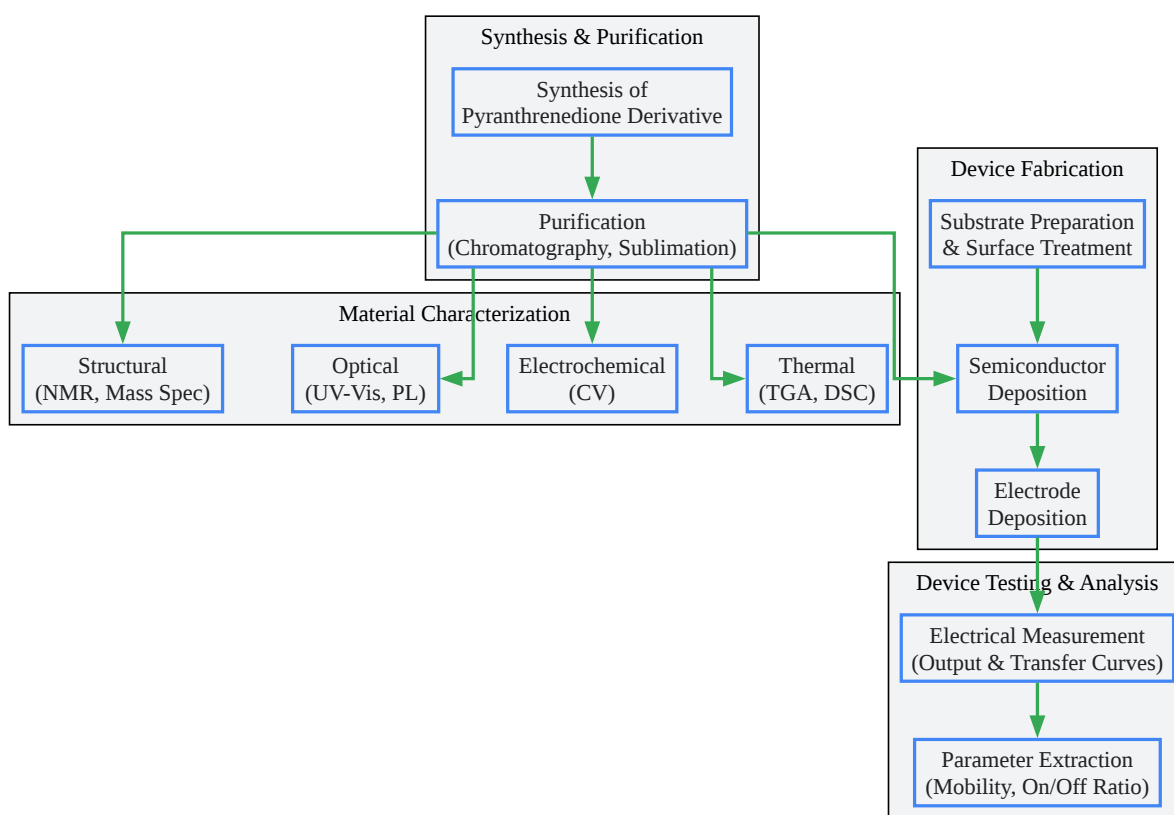 Synthesis & Purification
Synthesis of
Pyranthrenedione Derivative
Purification
(Chromatography, Sublimation)
Material Characterization
Structural
(NMR, Mass Spec)
Optical
(UV-Vis, PL)
Electrochemical
(CV)
Thermal
(TGA, DSC)
Device Fabrication
Substrate Preparation
& Surface Treatment
Semiconductor
Deposition
Electrode
Deposition
Device Testing & Analysis
Electrical Measurement
(Output & Transfer Curves)
Parameter Extraction
(Mobility, On/Off Ratio)